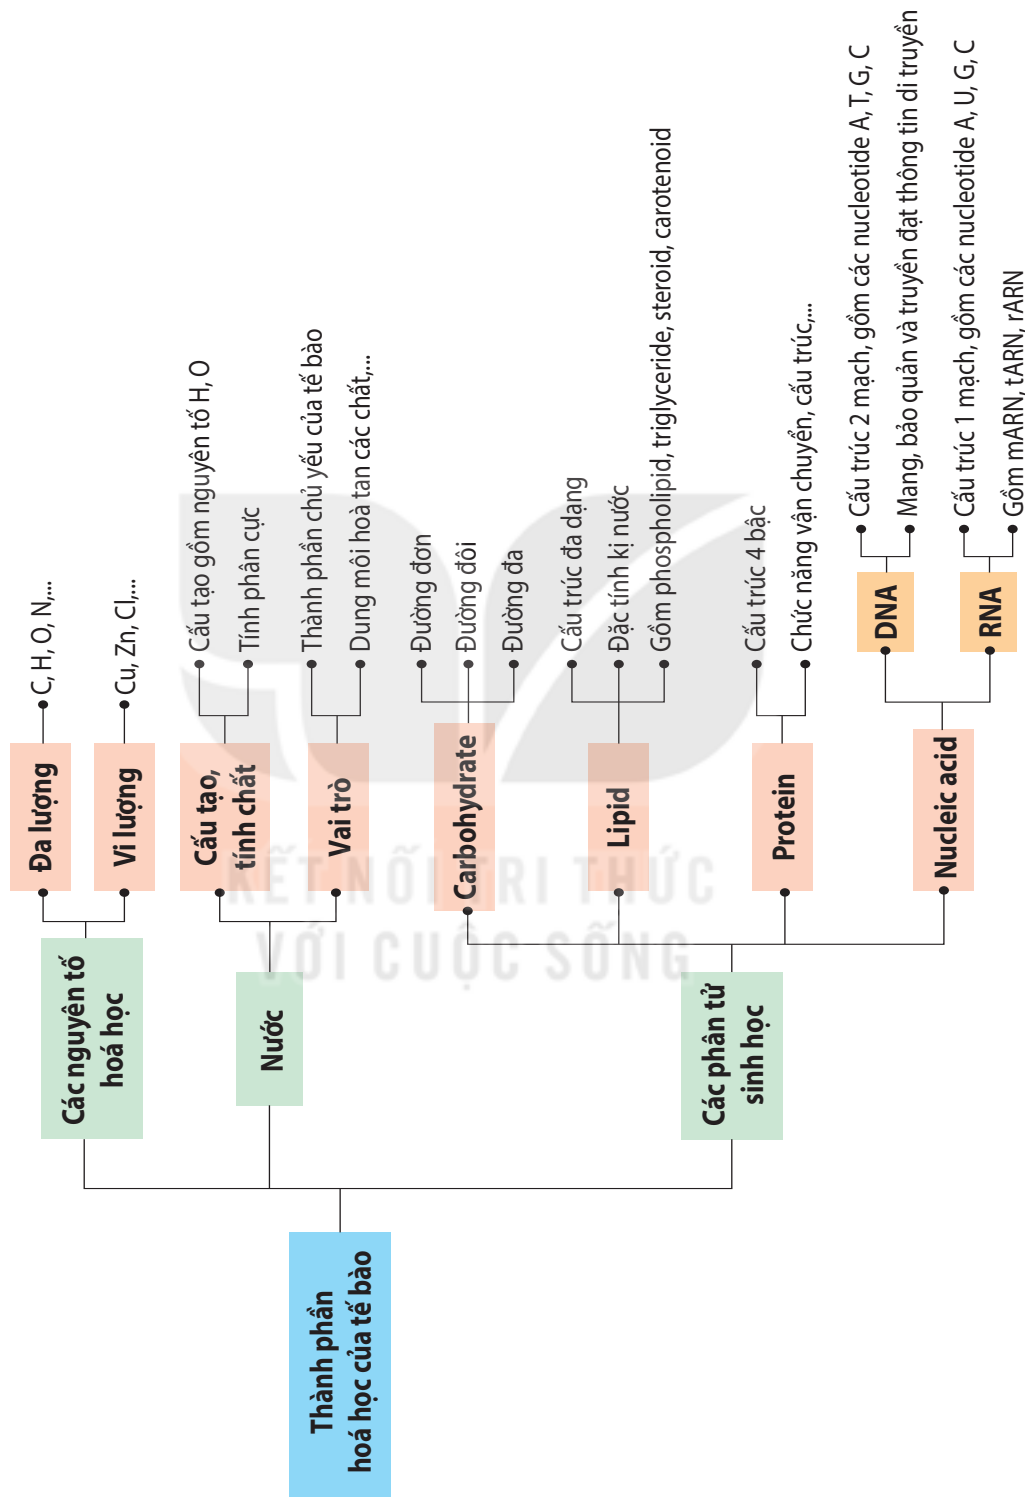 Thành phần
hoá học của tế bào
Các nguyên tố
hoá học
Đa lượng
C, H, O, N,...
Vi lượng
Cu, Zn, Cl,...
Nước
Cấu tạo,
tính chất
Cấu tạo gồm nguyên tố H, O
Tính phân cực
Vai trò
Thành phần chủ yếu của tế bào
Dung môi hoà tan các chất,...
Các phân tử
sinh học
Carbohydrate
Đường đơn
Đường đôi
Đường đa
Lipid
Cấu trúc đa dạng
Đặc tính kị nước
Gồm phospholipid, triglyceride, steroid, carotenoid
Protein
Cấu trúc 4 bậc
Chức năng vận chuyển, cấu trúc,...
Nucleic acid
DNA
Cấu trúc 2 mạch, gồm các nucleotide A, T, G, C
Mang, bảo quản và truyền đạt thông tin di truyền
RNA
Cấu trúc 1 mạch, gồm các nucleotide A, U, G, C
Gồm mARN, tARN, rARN
KẾT NỐI TRI THỨC
VỚI CUỘC SỐNG